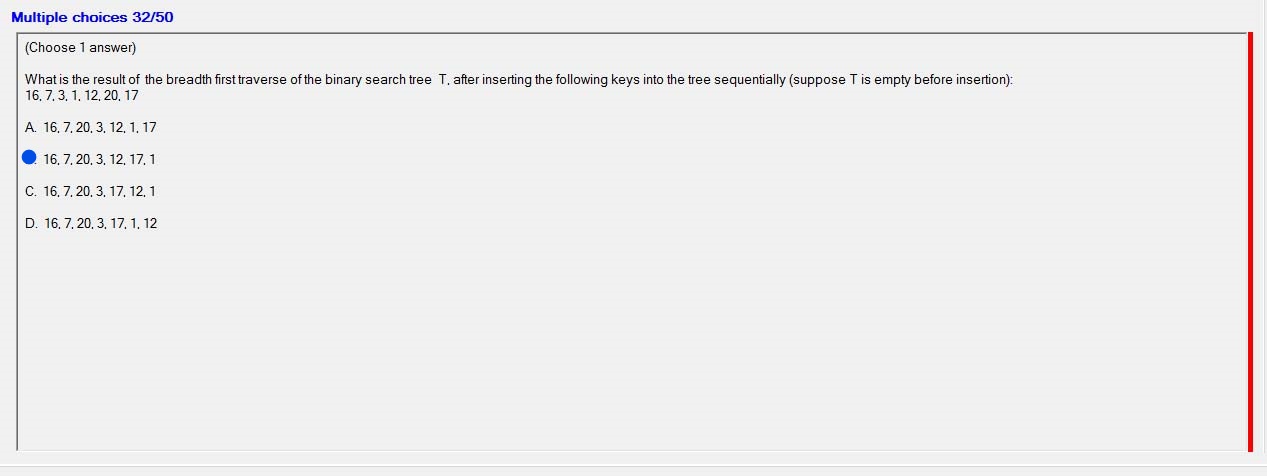 Multiple choices 32/50
(Choose 1 answer)
What is the result of the breadth first traverse of the binary search tree T, after inserting the following keys into the tree sequentially (suppose T is empty before insertion):
16, 7, 3, 1, 12, 20, 17
A. 16, 7, 20, 3, 12, 1, 17
. 16, 7, 20, 3, 12, 17, 1
C. 16, 7, 20, 3, 17, 12, 1
D. 16, 7, 20, 3, 17, 1, 12